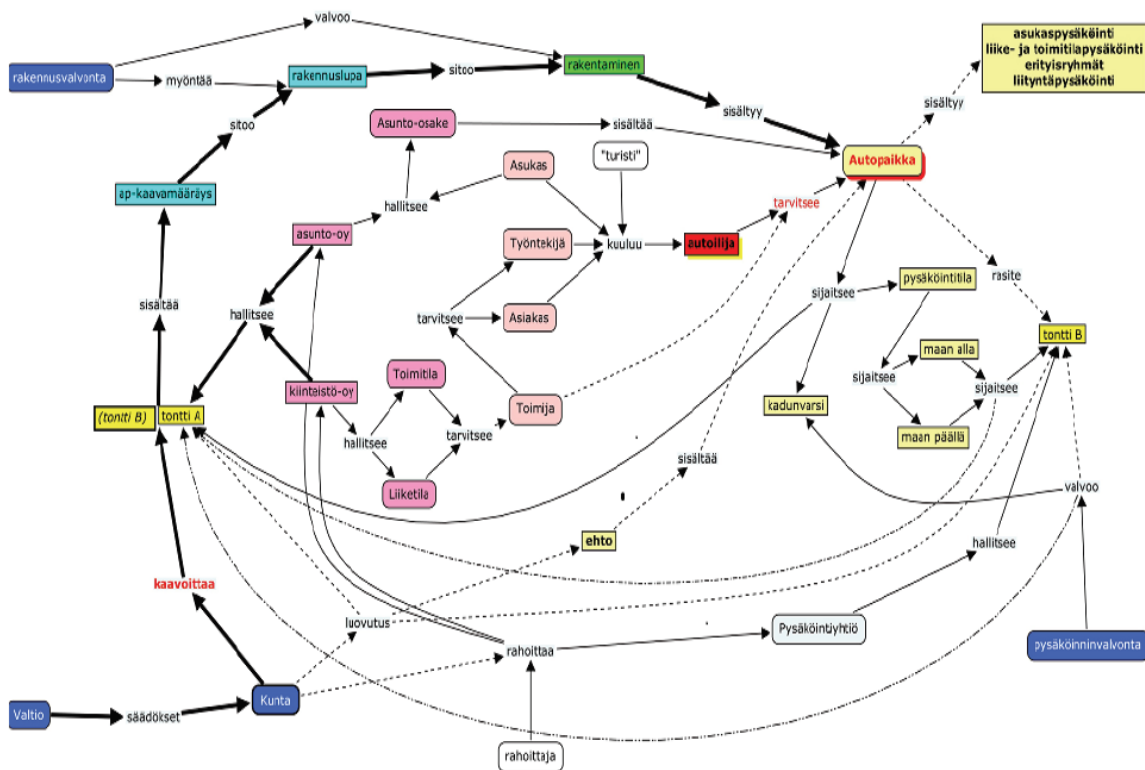 valvoo
asukaspysäköinti
liike- ja toimitilapysäköinti
erityisryhmät
liityntäpysäköinti
rakennusvalvonta
myöntää
rakennuslupa
sitoo
rakentaminen
sisältyy
sisältyy
sitoo
Asunto-osake
sisältää
"turisti"
Autopaikka
Asukas
ap-kaavamääräys
hallitsee
tarvitsee
asunto-oy
Työntekijä
kuuluu
autoilija
pysäköintitila
rasite
sijaitsee
sisältää
hallitsee
tarvitsee
Asiakas
tontti B
maan alla
sijaitsee
sijaitsee
kiinteistö-oy
Toimitila
Toimija
kadunvarsi
(tontti B)
tontti A
hallitsee
tarvitsee
maan päällä
sisältää
Liiketila
valvoo
ehto
hallitsee
kaavoittaa
luovutus
Pysäköintiyhtiö
pysäköinninvalvonta
rahoittaa
Kunta
Valtio
säädökset
rahoittaja